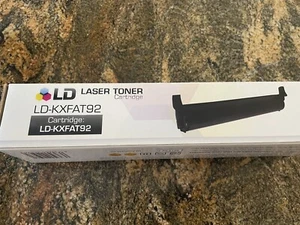 LD LASER TONER
Cartridge
LD-KXFAT92
Cartridge:
LD-KXFAT92